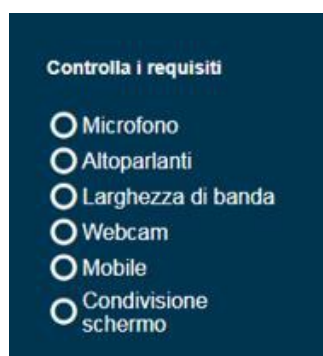 Controlla i requisiti
Microfono
Altoparlanti
Larghezza di banda
Webcam
Mobile
Condivisione
schermo